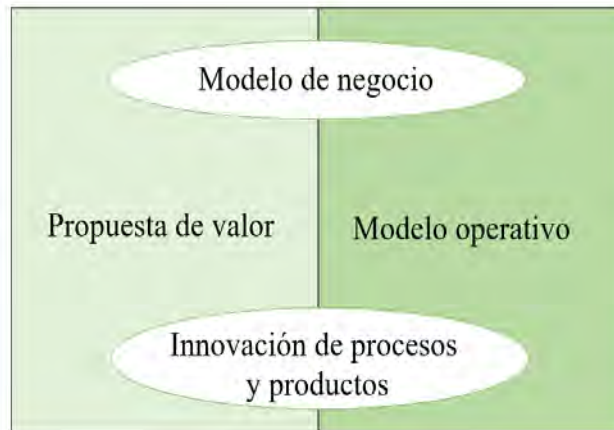 Modelo de negocio
Propuesta de valor
Modelo operativo
Innovación de procesos
y productos